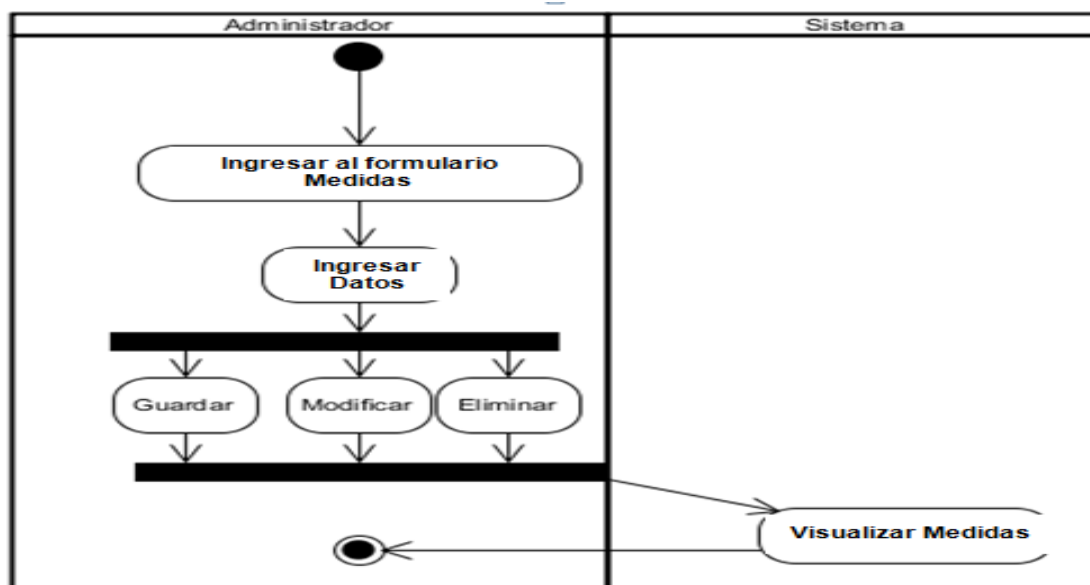 Administrador
Sistema
Ingresar al formulario
Medidas
Ingresar
Datos
Guardar
Modificar
Eliminar
Visualizar Medidas